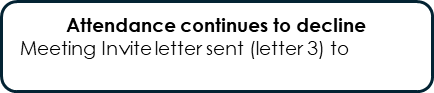 Attendance continues to decline
Meeting Invite letter sent (letter 3) to